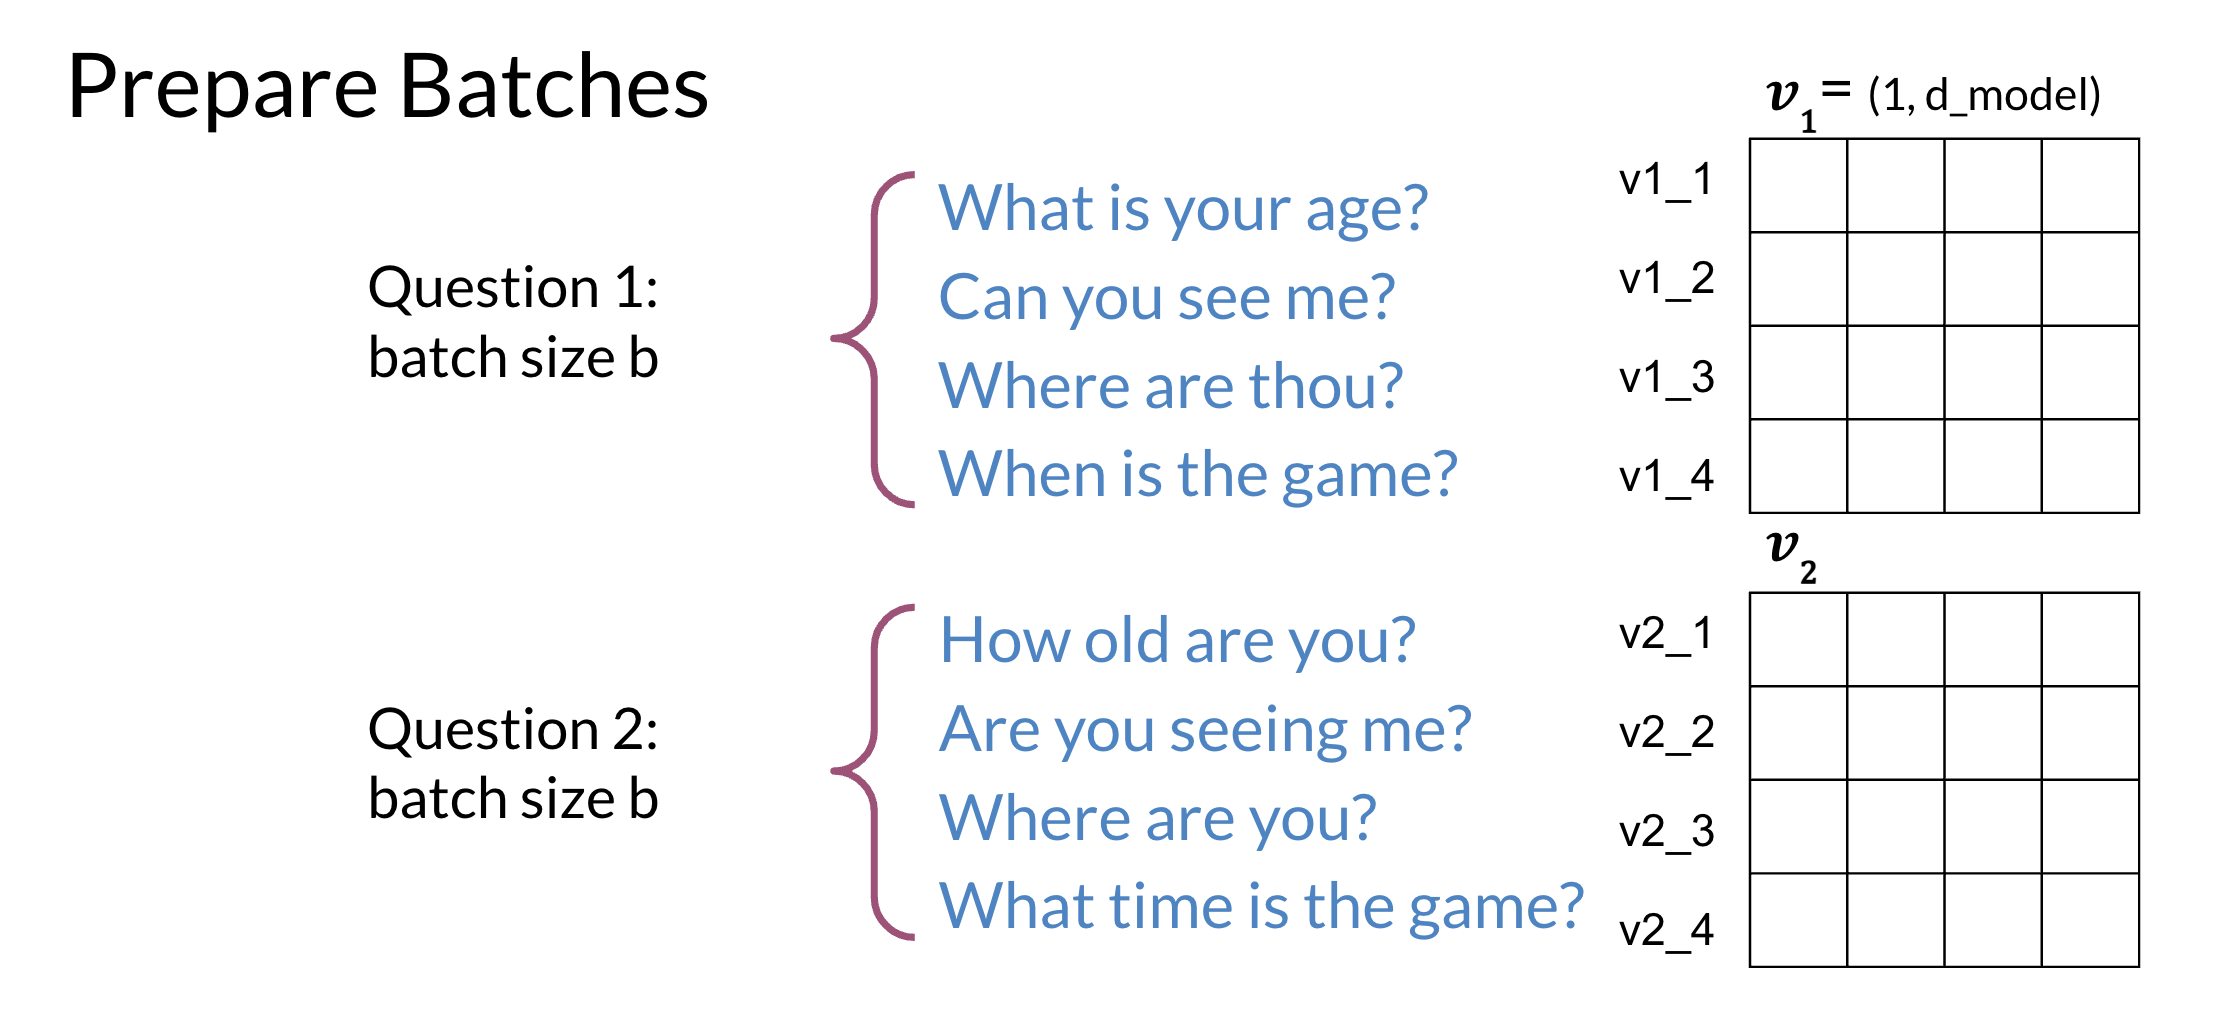 Prepare Batches
Question 1:
batch size b
What is your age?
Can you see me?
Where are thou?
When is the game?
v1 = (1, d_model)
v1_1
v1_2
v1_3
v1_4
Question 2:
batch size b
How old are you?
Are you seeing me?
Where are you?
What time is the game?
v2
v2_1
v2_2
v2_3
v2_4